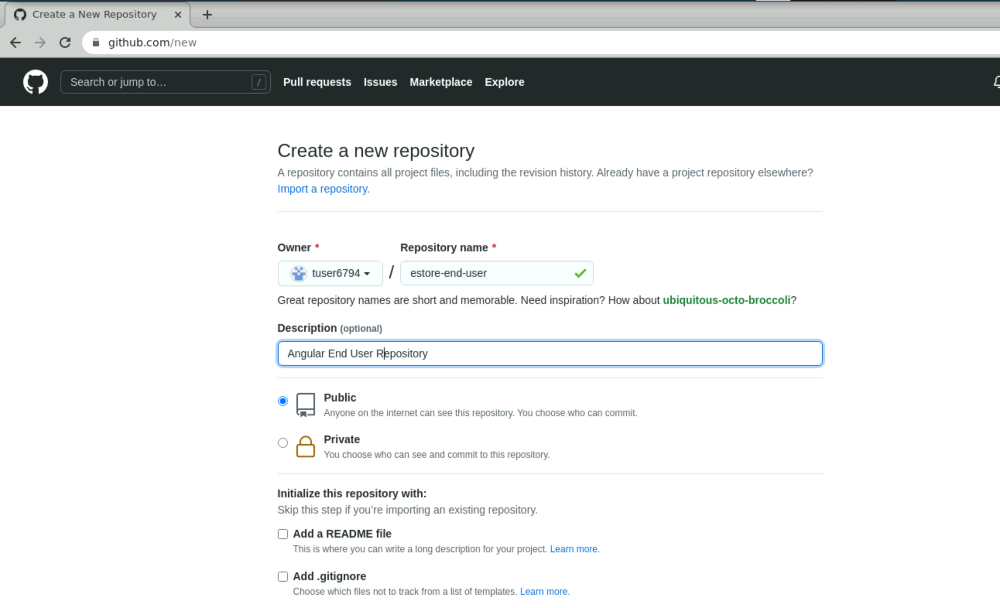 Create a New Repository
github.com/new
Search or jump to… / Pull requests Issues Marketplace Explore
Create a new repository
A repository contains all project files, including the revision history. Already have a project repository elsewhere?
Import a repository.
Owner * Repository name *
tuser6794 / estore-end-user
Great repository names are short and memorable. Need inspiration? How about ubiquitous-octo-broccoli?
Description (optional)
Angular End User Repository
Public
Anyone on the internet can see this repository. You choose who can commit.
Private
You choose who can see and commit to this repository.
Initialize this repository with:
Skip this step if you’re importing an existing repository.
Add a README file
This is where you can write a long description for your project. Learn more.
Add .gitignore
Choose which files not to track from a list of templates. Learn more.